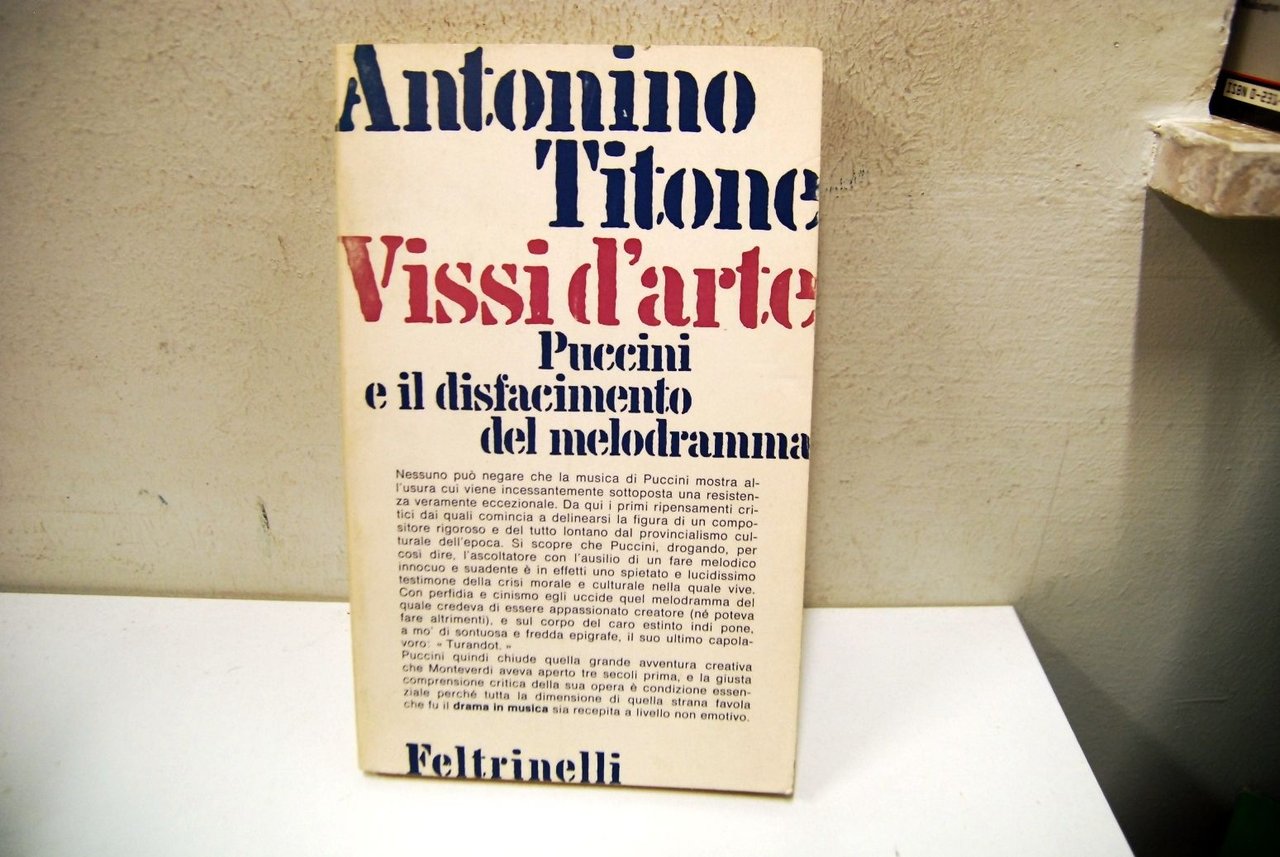 Antonino
Titone
Vissi d'arte
Puccini
e il disfacimento
del melodramma
Nessuno può negare che la musica di Puccini mostra al-
l'usura cui viene incessantemente sottoposta una resisten-
za veramente eccezionale. Da qui i primi ripensamenti cri-
tici dai quali comincia a delinearsi la figura di un compo-
sitore rigoroso e del tutto lontano dal provincialismo cul-
turale dell'epoca. Si scopre che Puccini, drogando, per
così dire, l'ascoltatore con l'ausilio di un fare melodico
innocuo e suadente è in effetti uno spietato e lucidissimo
testimone della crisi morale e culturale nella quale vive.
Con perfidia e cinismo egli uccide quel melodramma del
quale credeva di essere appassionato creatore (né poteva
fare altrimenti), e sul corpo del caro estinto indi pone,
a mo' di sontuosa e fredda epigrafe, il suo ultimo capola-
voro: « Turandot. »
Puccini quindi chiude quella grande avventura creativa
che Monteverdi aveva aperto tre secoli prima, e la giusta
comprensione critica della sua opera è condizione essen-
ziale perché tutta la dimensione di quella strana favola
che fu il drama in musica sia recepita a livello non emotivo.
Feltrinelli
ISBN 0-231